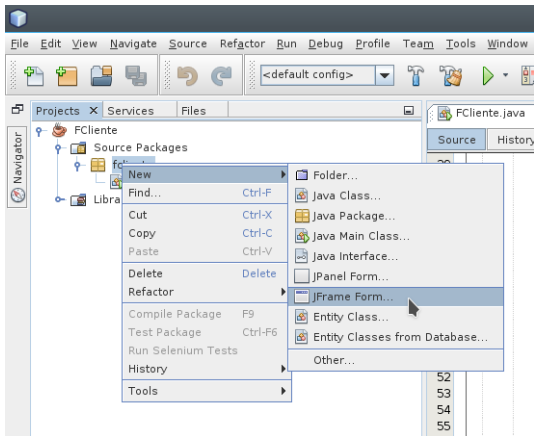 File Edit View Navigate Source Refactor Run Debug Profile Team Tools Window
<default config>
Projects X Services Files
FCliente.java
Source History
Navigator
FCliente
Source Packages
New
Find... Ctrl-F
Cut Ctrl-X
Copy Ctrl-C
Paste Ctrl-V
Delete Delete
Refactor
Compile Package F9
Test Package Ctrl-F6
Run Selenium Tests
History
Tools
Folder...
Java Class...
Java Package...
Java Main Class...
Java Interface...
JPanel Form...
JFrame Form...
Entity Class...
Entity Classes from Database...
Other...
52
53
54
55